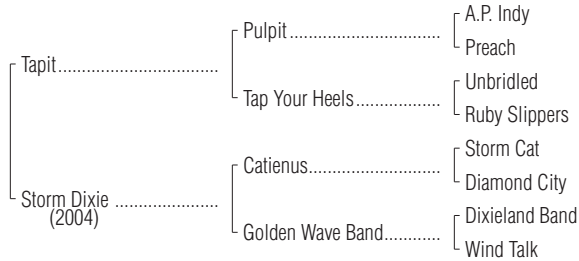 A.P. Indy
Pulpit
Preach
Tapit
Unbridled
Tap Your Heels
Ruby Slippers
Storm Cat
Catienus
Diamond City
Storm Dixie
(2004)
Dixieland Band
Golden Wave Band
Wind Talk